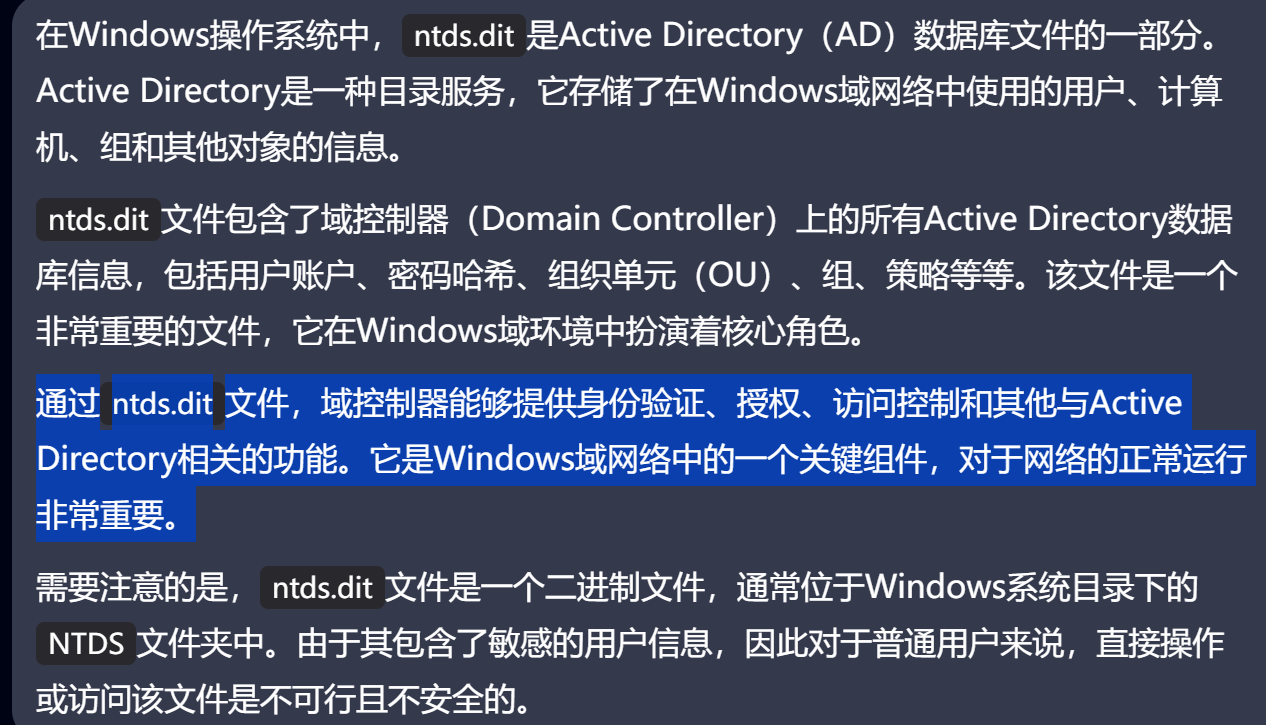 在Windows操作系统中，ntds.dit是Active Directory（AD）数据库文件的一部分。
Active Directory是一种目录服务，它存储了在Windows域网络中使用的用户、计算
机、组和其他对象的信息。
ntds.dit文件包含了域控制器（Domain Controller）上的所有Active Directory数据
库信息，包括用户账户、密码哈希、组织单元（OU）、组、策略等等。该文件是一个
非常重要的文件，它在Windows域环境中扮演着核心角色。
通过ntds.dit文件，域控制器能够提供身份验证、授权、访问控制和其他与Active
Directory相关的功能。它是Windows域网络中的一个关键组件，对于网络的正常运行
非常重要。
需要注意的是，ntds.dit文件是一个二进制文件，通常位于Windows系统目录下的
NTDS文件夹中。由于其包含了敏感的用户信息，因此对于普通用户来说，直接操作
或访问该文件是不可行且不安全的。